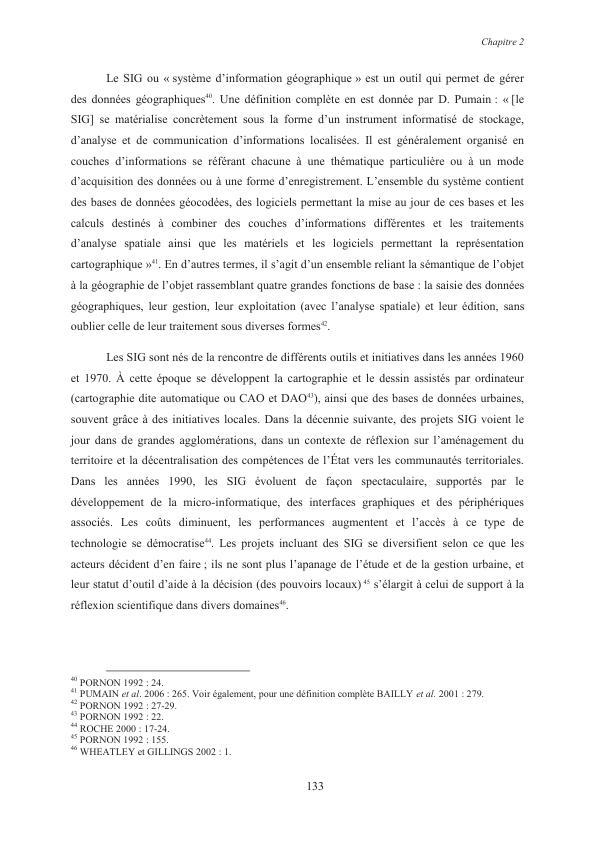 Chapitre 2
Le SIG ou « système d’information géographique » est un outil qui permet de gérer
des données géographiques40. Une définition complète en est donnée par D. Pumain : « [le
SIG] se matérialise concrètement sous la forme d’un instrument informatisé de stockage,
d’analyse et de communication d’informations localisées. Il est généralement organisé en
couches d’informations se référant chacune à une thématique particulière ou à un mode
d’acquisition des données ou à une forme d’enregistrement. L’ensemble du système contient
des bases de données géocodées, des logiciels permettant la mise au jour de ces bases et les
calculs destinés à combiner des couches d’informations différentes et les traitements
d’analyse spatiale ainsi que les matériels et les logiciels permettant la représentation
cartographique »41. En d’autres termes, il s’agit d’un ensemble reliant la sémantique de l’objet
à la géographie de l’objet rassemblant quatre grandes fonctions de base : la saisie des données
géographiques, leur gestion, leur exploitation (avec l’analyse spatiale) et leur édition, sans
oublier celle de leur traitement sous diverses formes42.
Les SIG sont nés de la rencontre de différents outils et initiatives dans les années 1960
et 1970. À cette époque se développent la cartographie et le dessin assistés par ordinateur
(cartographie dite automatique ou CAO et DAO43), ainsi que des bases de données urbaines,
souvent grâce à des initiatives locales. Dans la décennie suivante, des projets SIG voient le
jour dans de grandes agglomérations, dans un contexte de réflexion sur l’aménagement du
territoire et la décentralisation des compétences de l’État vers les communautés territoriales.
Dans les années 1990, les SIG évoluent de façon spectaculaire, supportés par le
développement de la micro-informatique, des interfaces graphiques et des périphériques
associés. Les coûts diminuent, les performances augmentent et l’accès à ce type de
technologie se démocratise44. Les projets incluant des SIG se diversifient selon ce que les
acteurs décident d’en faire ; ils ne sont plus l’apanage de l’étude et de la gestion urbaine, et
leur statut d’outil d’aide à la décision (des pouvoirs locaux) 45 s’élargit à celui de support à la
réflexion scientifique dans divers domaines46.
40 PORNON 1992 : 24.
41 PUMAIN et al. 2006 : 265. Voir également, pour une définition complète BAILLY et al. 2001 : 279.
42 PORNON 1992 : 27-29.
43 PORNON 1992 : 22.
44 ROCHE 2000 : 17-24.
45 PORNON 1992 : 155.
46 WHEATLEY et GILLINGS 2002 : 1.
133